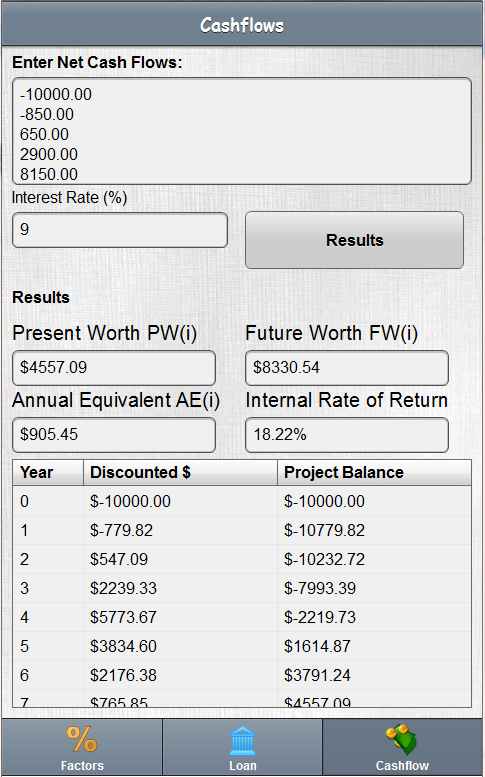 Cashflows
Enter Net Cash Flows:
-10000.00
-850.00
650.00
2900.00
8150.00
Interest Rate (%)
9
Results
Results
Present Worth PW(i) Future Worth FW(i)
$4557.09 $8330.54
Annual Equivalent AE(i) Internal Rate of Return
$905.45 18.22%
Year Discounted $ Project Balance
0 $-10000.00 $-10000.00
1 $-779.82 $-10779.82
2 $547.09 $-10232.72
3 $2239.33 $-7993.39
4 $5773.67 $-2219.73
5 $3834.60 $1614.87
6 $2176.38 $3791.24
7 $765.85 $4557.09
% 
Factors Loan Cashflow